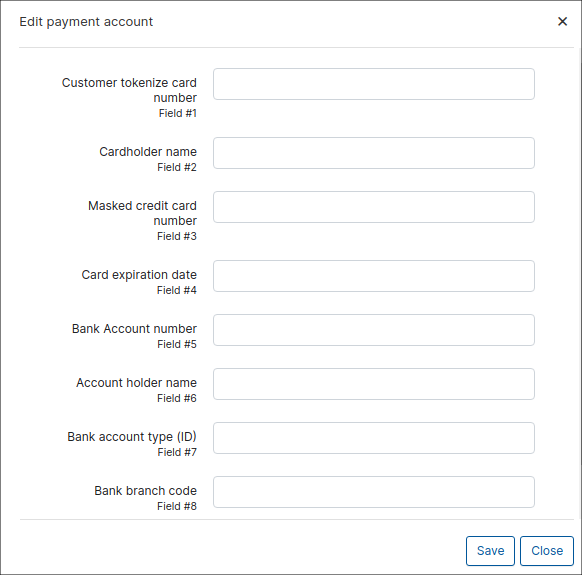 Edit payment account
×
Customer tokenize card
number
Field #1
Cardholder name
Field #2
Masked credit card
number
Field #3
Card expiration date
Field #4
Bank Account number
Field #5
Account holder name
Field #6
Bank account type (ID)
Field #7
Bank branch code
Field #8
Save
Close